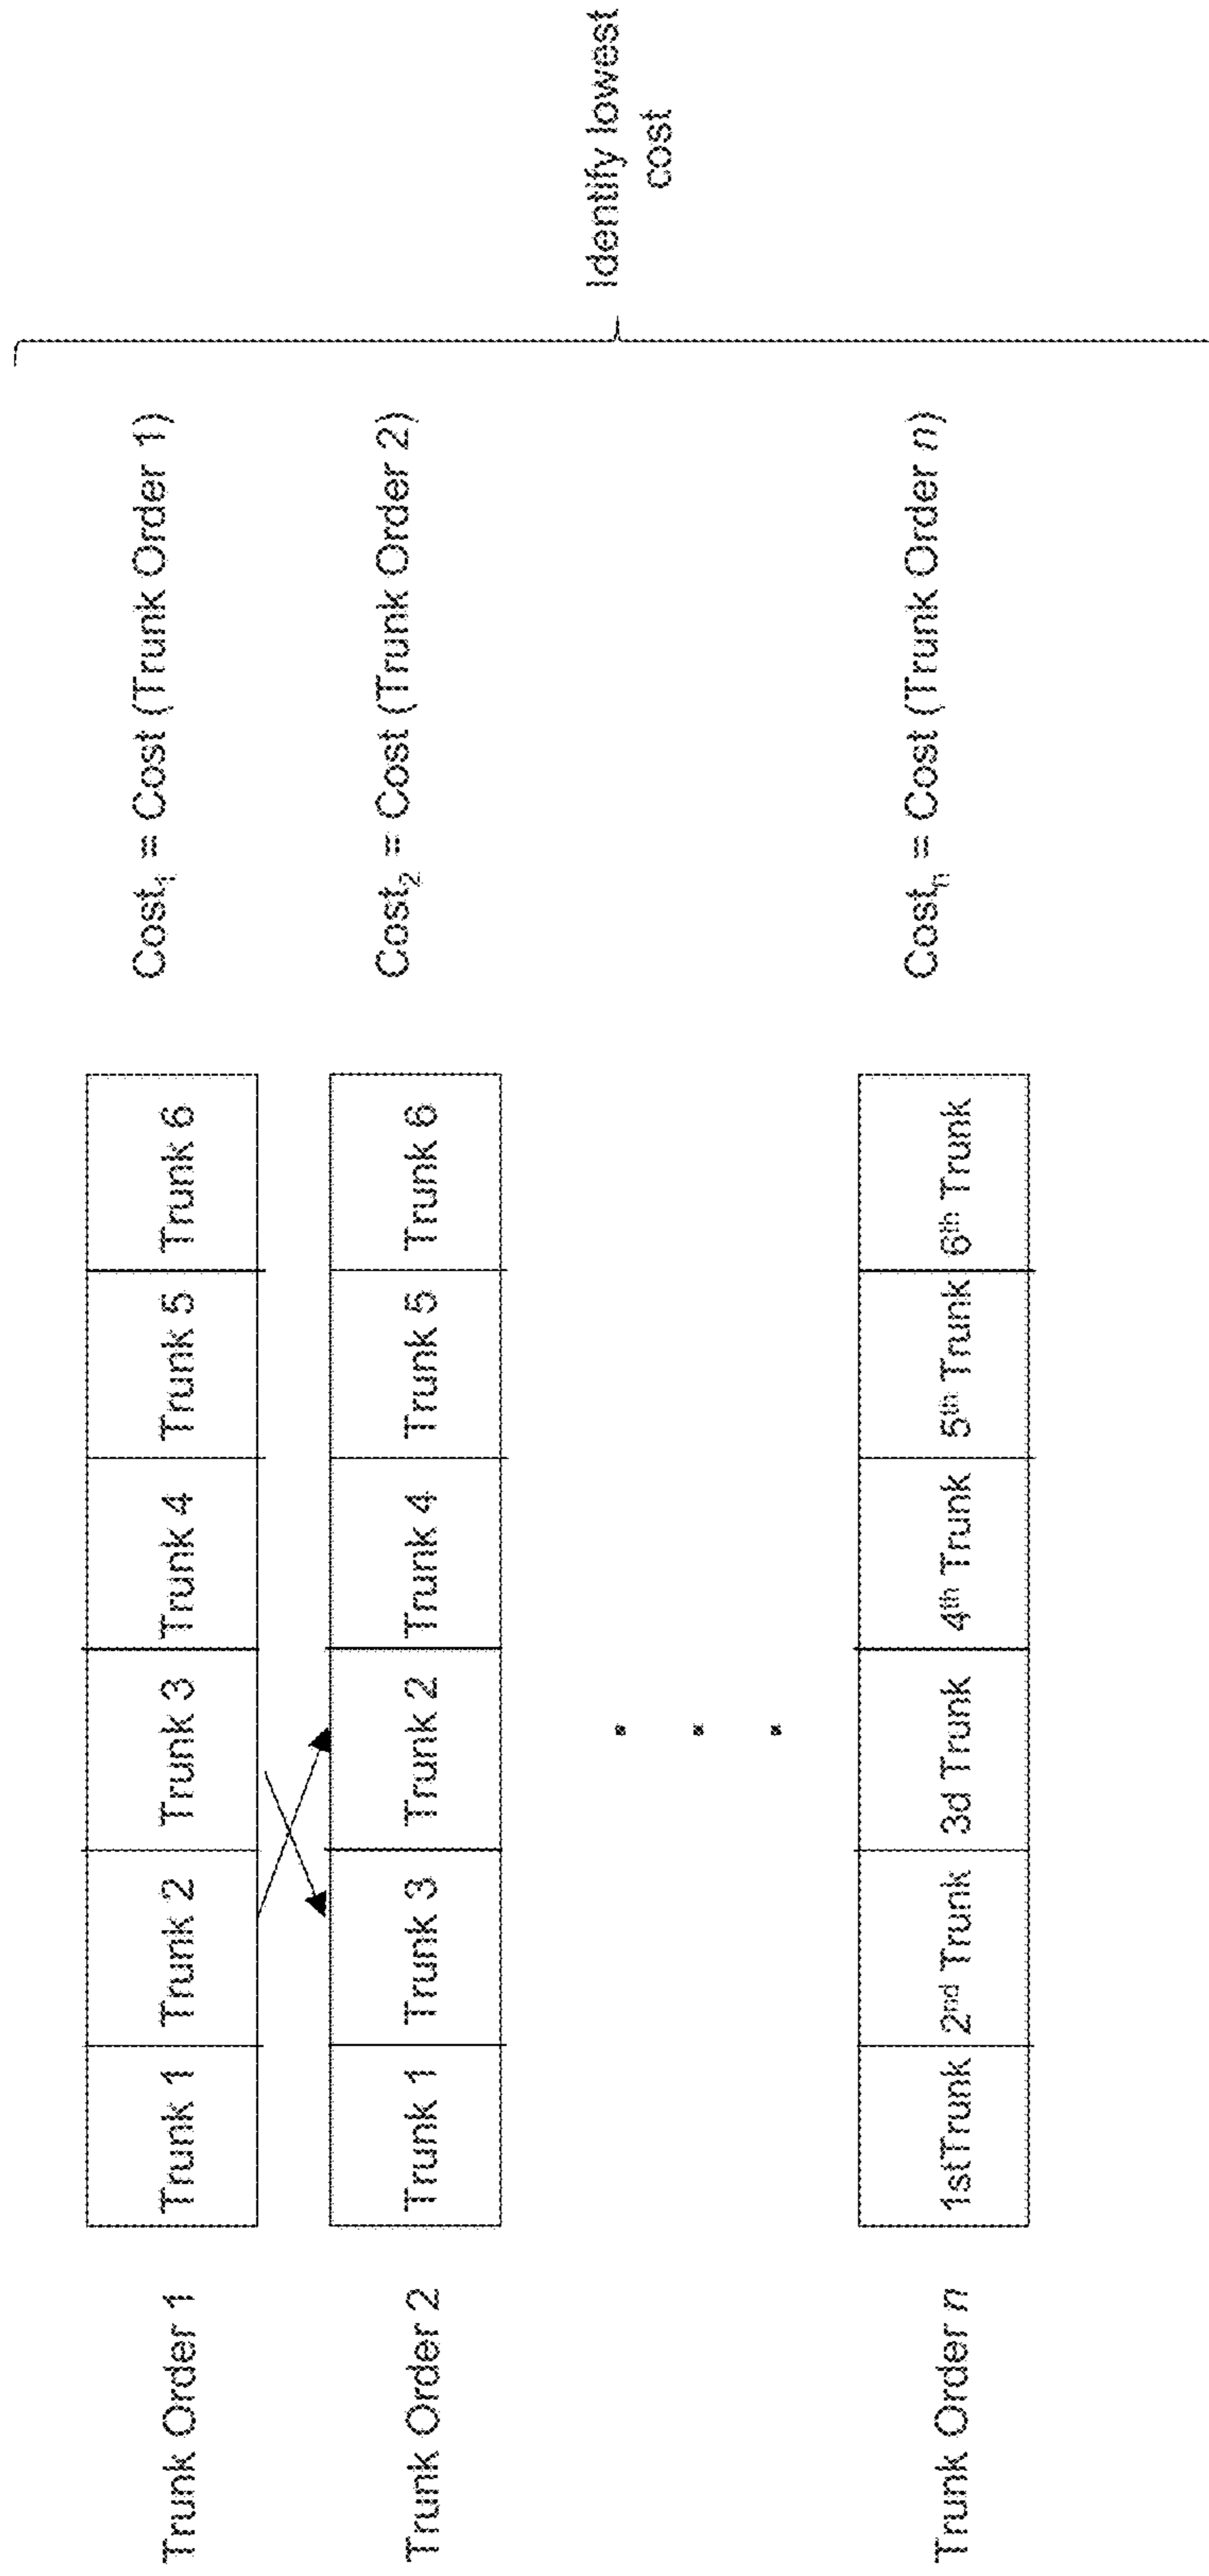 Trunk Order 1
Trunk 1 Trunk 2 Trunk 3 Trunk 4 Trunk 5 Trunk 6
Cost₁ = Cost (Trunk Order 1)
Trunk Order 2
Trunk 1 Trunk 3 Trunk 2 Trunk 4 Trunk 5 Trunk 6
Cost₂ = Cost (Trunk Order 2)
Trunk Order n
1stTrunk 2ⁿᵈ Trunk 3d Trunk 4ᵗʰ Trunk 5ᵗʰ Trunk 6ᵗʰ Trunk
Costₙ = Cost (Trunk Order n)
Identify lowest
cost